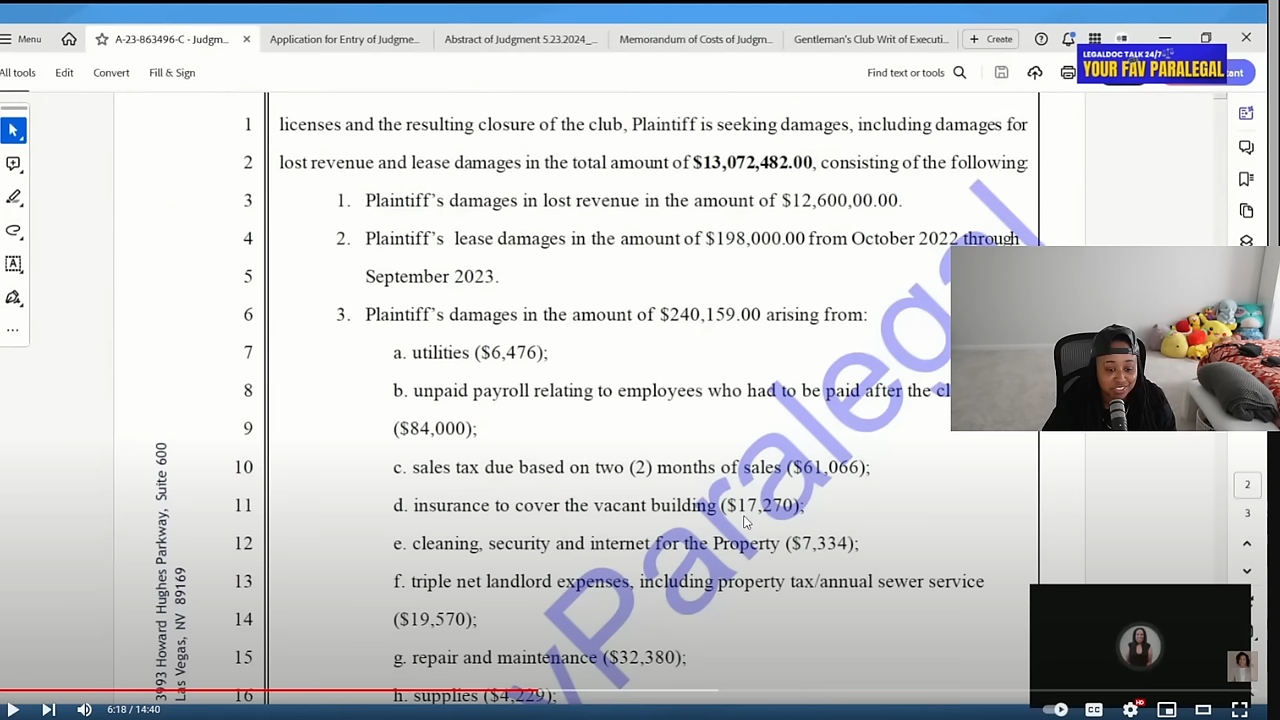 Menu
A-23-863496-C - Judgm...
Application for Entry of Judgme...
Abstract of Judgment 5.23.2024_...
Memorandum of Costs of Judgm...
Gentleman's Club Writ of Executi...
Create
All tools
Edit
Convert
Fill & Sign
Find text or tools
LEGALDOC TALK 24/7
YOUR FAV PARALEGAL
1 licenses and the resulting closure of the club, Plaintiff is seeking damages, including damages for
2 lost revenue and lease damages in the total amount of $13,072,482.00, consisting of the following:
3 1. Plaintiff's damages in lost revenue in the amount of $12,600,00.00.
4 2. Plaintiff's lease damages in the amount of $198,000.00 from October 2022 through
5 September 2023.
6 3. Plaintiff's damages in the amount of $240,159.00 arising from:
7 a. utilities ($6,476);
8 b. unpaid payroll relating to employees who had to be paid after the cl
9 ($84,000);
10 c. sales tax due based on two (2) months of sales ($61,066);
11 d. insurance to cover the vacant building ($17,270);
12 e. cleaning, security and internet for the Property ($7,334);
13 f. triple net landlord expenses, including property tax/annual sewer service
14 ($19,570);
15 g. repair and maintenance ($32,380);
16 h. supplies ($4,229);
3993 Howard Hughes Parkway, Suite 600
Las Vegas, NV 89169
vParalegal
2
3
6:18 / 14:40
CC
HD